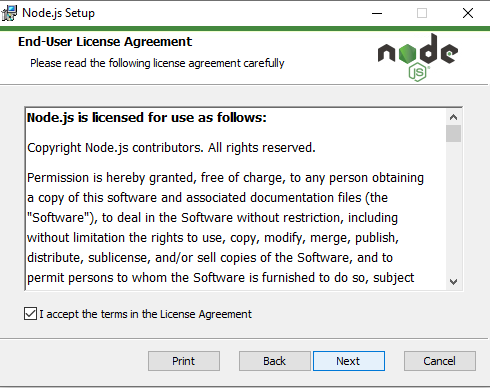 Node.js Setup
End-User License Agreement
Please read the following license agreement carefully
node
JS
Node.js is licensed for use as follows:
Copyright Node.js contributors. All rights reserved.
Permission is hereby granted, free of charge, to any person obtaining
a copy of this software and associated documentation files (the
"Software"), to deal in the Software without restriction, including
without limitation the rights to use, copy, modify, merge, publish,
distribute, sublicense, and/or sell copies of the Software, and to
permit persons to whom the Software is furnished to do so, subject
I accept the terms in the License Agreement
Print Back Next Cancel